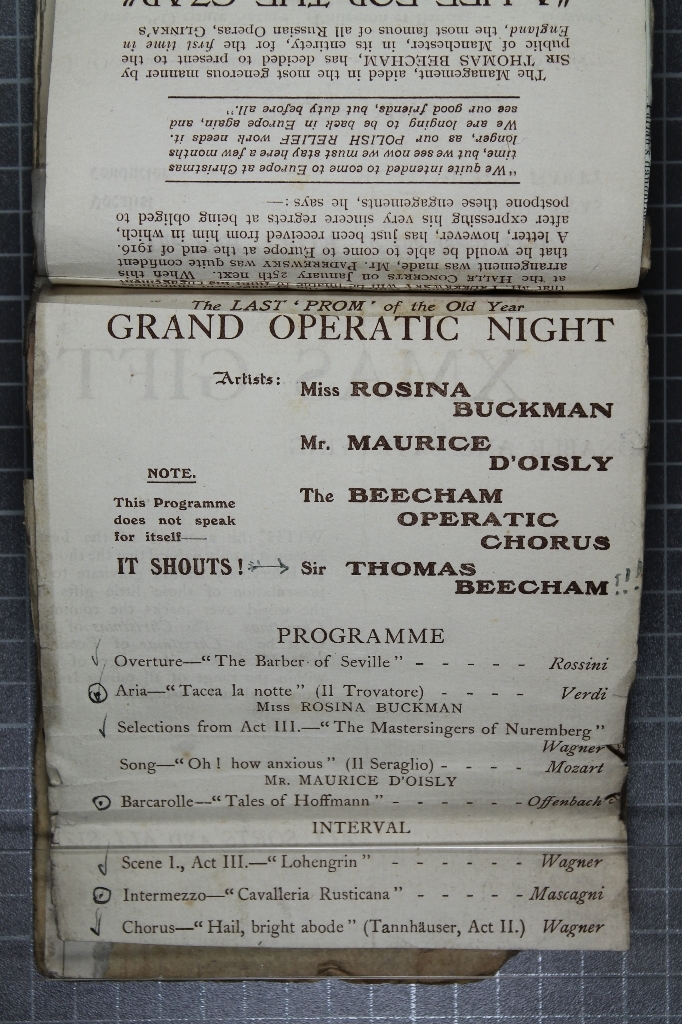 at the HALLÉ CONCERTS on January 25th next. When this
arrangement was made, Mr. PADEREWSKY was quite confident
that he would be able to come to Europe at the end of 1916.
A letter, however, has just been received from him in which,
after expressing his very sincere regrets at being obliged to
postpone these engagements, he says :—
"We quite intended to come to Europe at Christmas
time, but we see now we must stay here a few months
longer, as our POLISH RELIEF work needs it.
We are longing to be back in Europe again, and
see our good friends, but duty before all."
The Management, aided in the most generous manner by
SIR THOMAS BEECHAM, has decided to present to the
public of Manchester, in its entirety, for the first time in
England, the most famous of all Russian Operas, GLINKA'S
"A LIFE FOR THE CZAR"
The LAST 'PROM' of the Old Year
GRAND OPERATIC NIGHT
Artists: Miss ROSINA
BUCKMAN
Mr. MAURICE
D'OISLY
NOTE.
This Programme
does not speak
for itself—
IT SHOUTS!
The BEECHAM
OPERATIC
CHORUS
Sir THOMAS
BEECHAM!!!
PROGRAMME
Overture—"The Barber of Seville" - - - - - Rossini
Aria—"Tacea la notte" (Il Trovatore) - - - - Verdi
MISS ROSINA BUCKMAN
Selections from Act III.—"The Mastersingers of Nuremberg"
Wagner
Song—"Oh! how anxious" (Il Seraglio) - - - - Mozart
MR. MAURICE D'OISLY
Barcarolle—"Tales of Hoffmann" - - - - - - Offenbach
INTERVAL
Scene I., Act III.—"Lohengrin" - - - - - - Wagner
Intermezzo—"Cavalleria Rusticana" - - - - - Mascagni
Chorus—"Hail, bright abode" (Tannhäuser, Act II.) Wagner